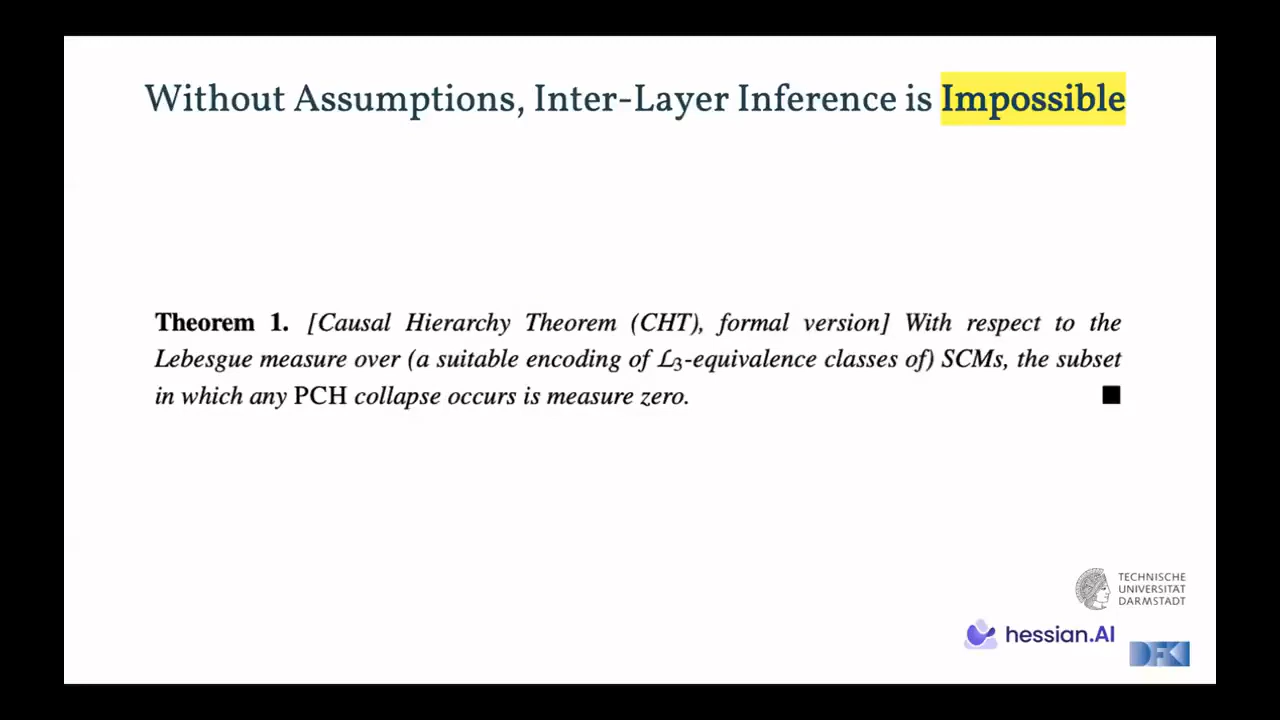 Without Assumptions, Inter-Layer Inference is Impossible
Theorem 1. [Causal Hierarchy Theorem (CHT), formal version] With respect to the
Lebesgue measure over (a suitable encoding of ℒ₃-equivalence classes of) SCMs, the subset
in which any PCH collapse occurs is measure zero. ■
TECHNISCHE
UNIVERSITÄT
DARMSTADT
hessian.AI
DFKI